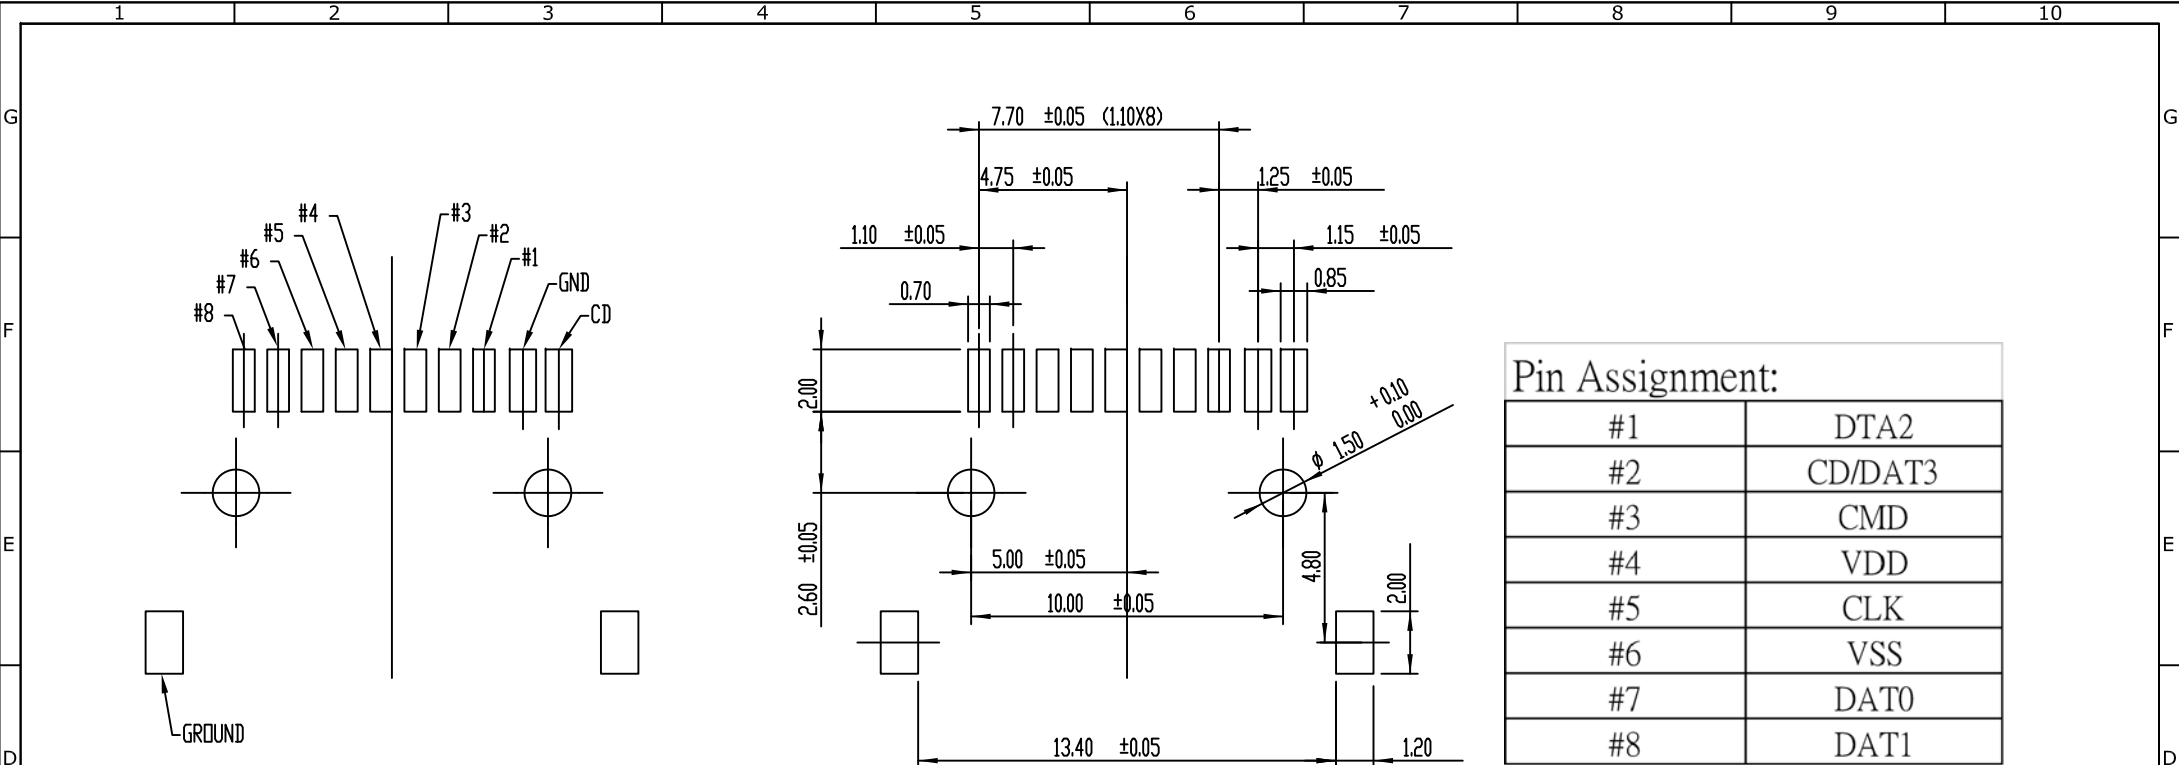 1 2 3 4 5 6 7 8 9 10
G G
7.70 ±0.05 (1.10X8)
4.75 ±0.05 1.25 ±0.05
#4 #3
#5 #2
1.10 ±0.05 1.15 ±0.05
#6 #1
#7 GND
0.70 0.85
#8 CD
F F
Pin Assignment:
2.00
+0.10
0.00
ø 1.50
#1 DTA2
#2 CD/DAT3
#3 CMD
#4 VDD
#5 CLK
#6 VSS
#7 DAT0
#8 DAT1
E E
2.60 ±0.05
5.00 ±0.05
4.80
2.00
10.00 ±0.05
GROUND
13.40 ±0.05 1.20
D D